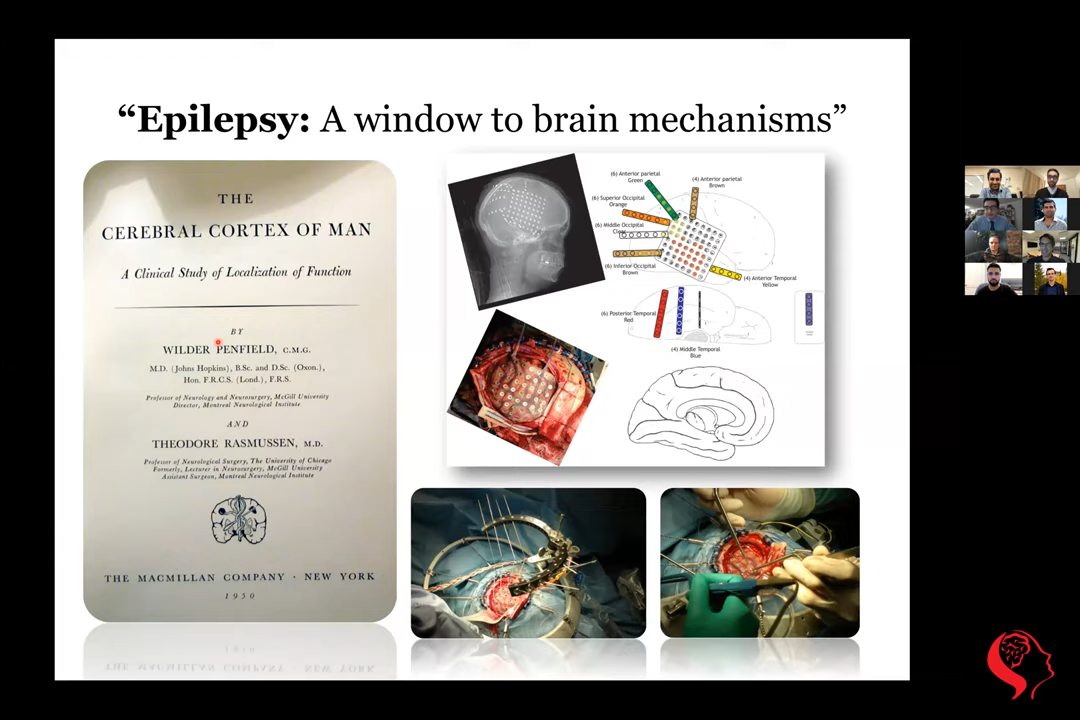 “Epilepsy: A window to brain mechanisms”
THE
CEREBRAL CORTEX OF MAN
A Clinical Study of Localization of Function
BY
WILDER PENFIELD, C.M.G.
M.D. (Johns Hopkins), B.Sc. and D.Sc. (Oxon.),
Hon. F.R.C.S. (Lond.), F.R.S.
Professor of Neurology and Neurosurgery, McGill University
Director, Montreal Neurological Institute
AND
THEODORE RASMUSSEN, M.D.
Professor of Neurological Surgery, The University of Chicago
Formerly, Lecturer in Neurosurgery, McGill University
Assistant Surgeon, Montreal Neurological Institute
THE MACMILLAN COMPANY · NEW YORK
1950
(6) Anterior parietal
Green
(4) Anterior parietal
Brown
(6) Superior Occipital
Orange
(6) Middle Occipital
(6) Inferior Occipital
Brown
(4) Anterior Temporal
Yellow
(6) Posterior Temporal
Red
(4) Middle Temporal
Blue